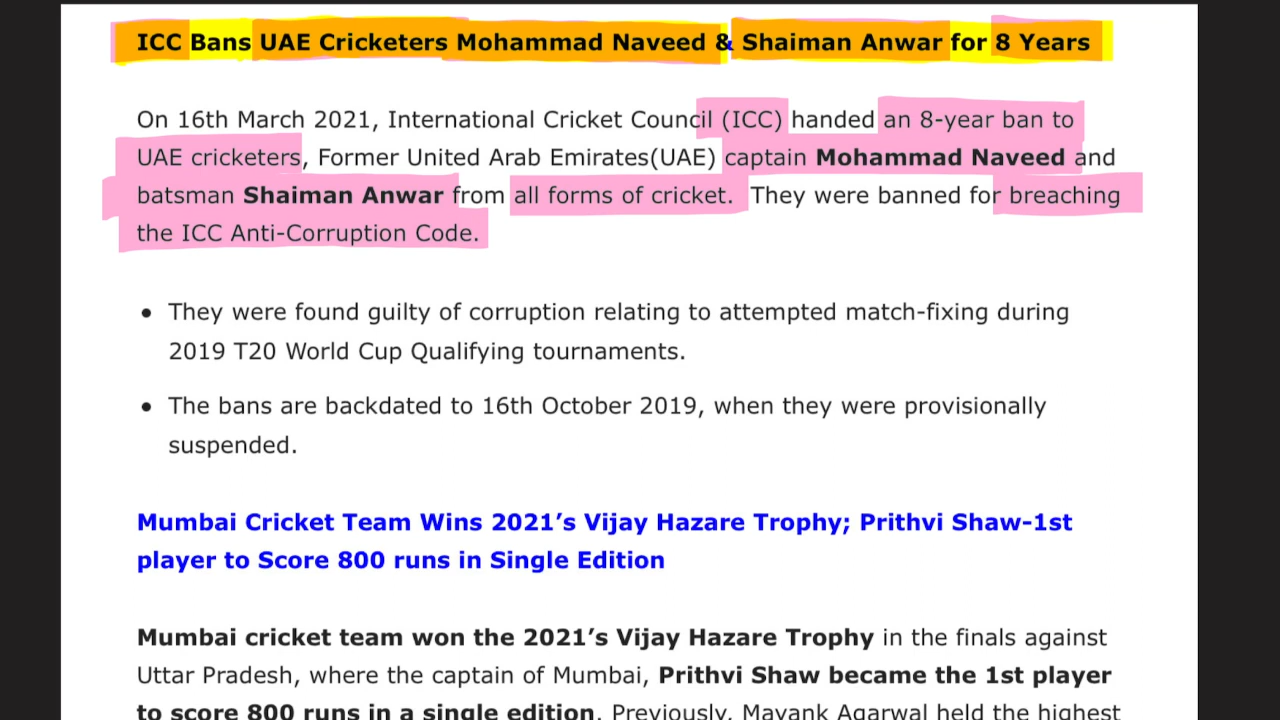 ICC Bans UAE Cricketers Mohammad Naveed & Shaiman Anwar for 8 Years
On 16th March 2021, International Cricket Council (ICC) handed an 8-year ban to
UAE cricketers, Former United Arab Emirates(UAE) captain Mohammad Naveed and
batsman Shaiman Anwar from all forms of cricket. They were banned for breaching
the ICC Anti-Corruption Code.
• They were found guilty of corruption relating to attempted match-fixing during
2019 T20 World Cup Qualifying tournaments.
• The bans are backdated to 16th October 2019, when they were provisionally
suspended.
Mumbai Cricket Team Wins 2021’s Vijay Hazare Trophy; Prithvi Shaw-1st
player to Score 800 runs in Single Edition
Mumbai cricket team won the 2021’s Vijay Hazare Trophy in the finals against
Uttar Pradesh, where the captain of Mumbai, Prithvi Shaw became the 1st player
to score 800 runs in a single edition. Previously, Mayank Agarwal held the highest